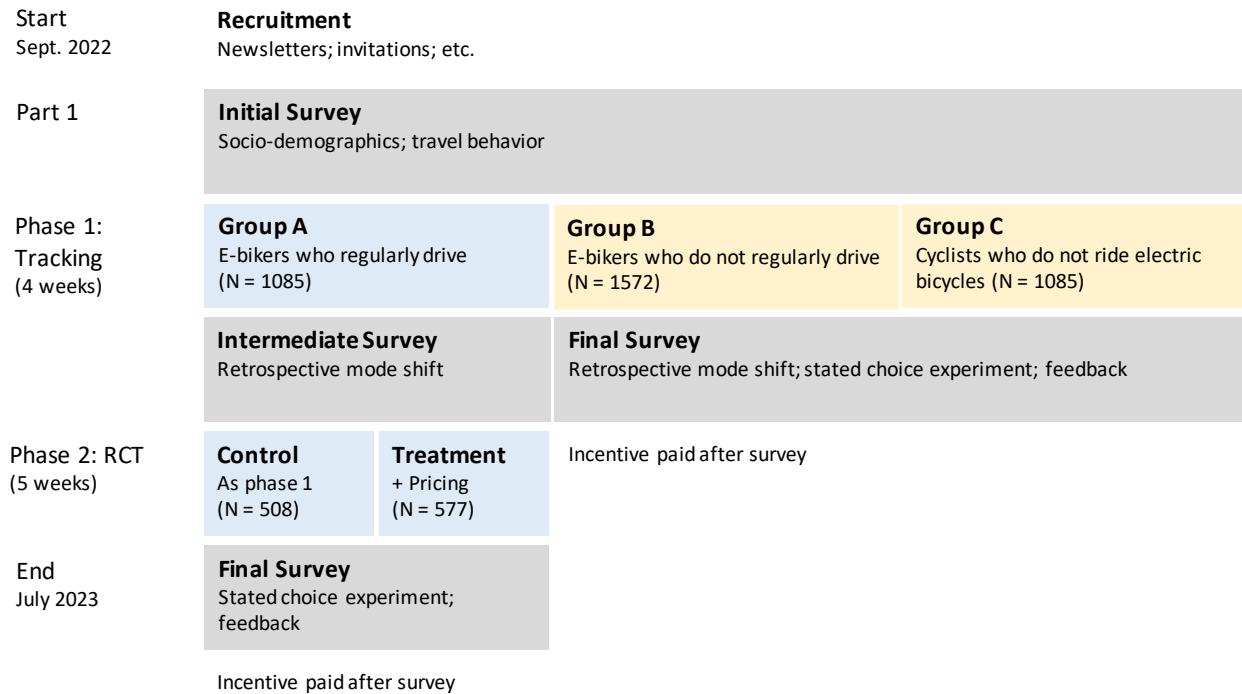 Start
Sept. 2022
Recruitment
Newsletters; invitations; etc.
Part 1
Initial Survey
Socio-demographics; travel behavior
Phase 1:
Tracking
(4 weeks)
Group A
E-bikers who regularly drive
(N = 1085)
Group B
E-bikers who do not regularly drive
(N = 1572)
Group C
Cyclists who do not ride electric
bicycles (N = 1085)
Intermediate Survey
Retrospective mode shift
Final Survey
Retrospective mode shift; stated choice experiment; feedback
Phase 2: RCT
(5 weeks)
Control
As phase 1
(N = 508)
Treatment
+ Pricing
(N = 577)
Incentive paid after survey
End
July 2023
Final Survey
Stated choice experiment;
feedback
Incentive paid after survey